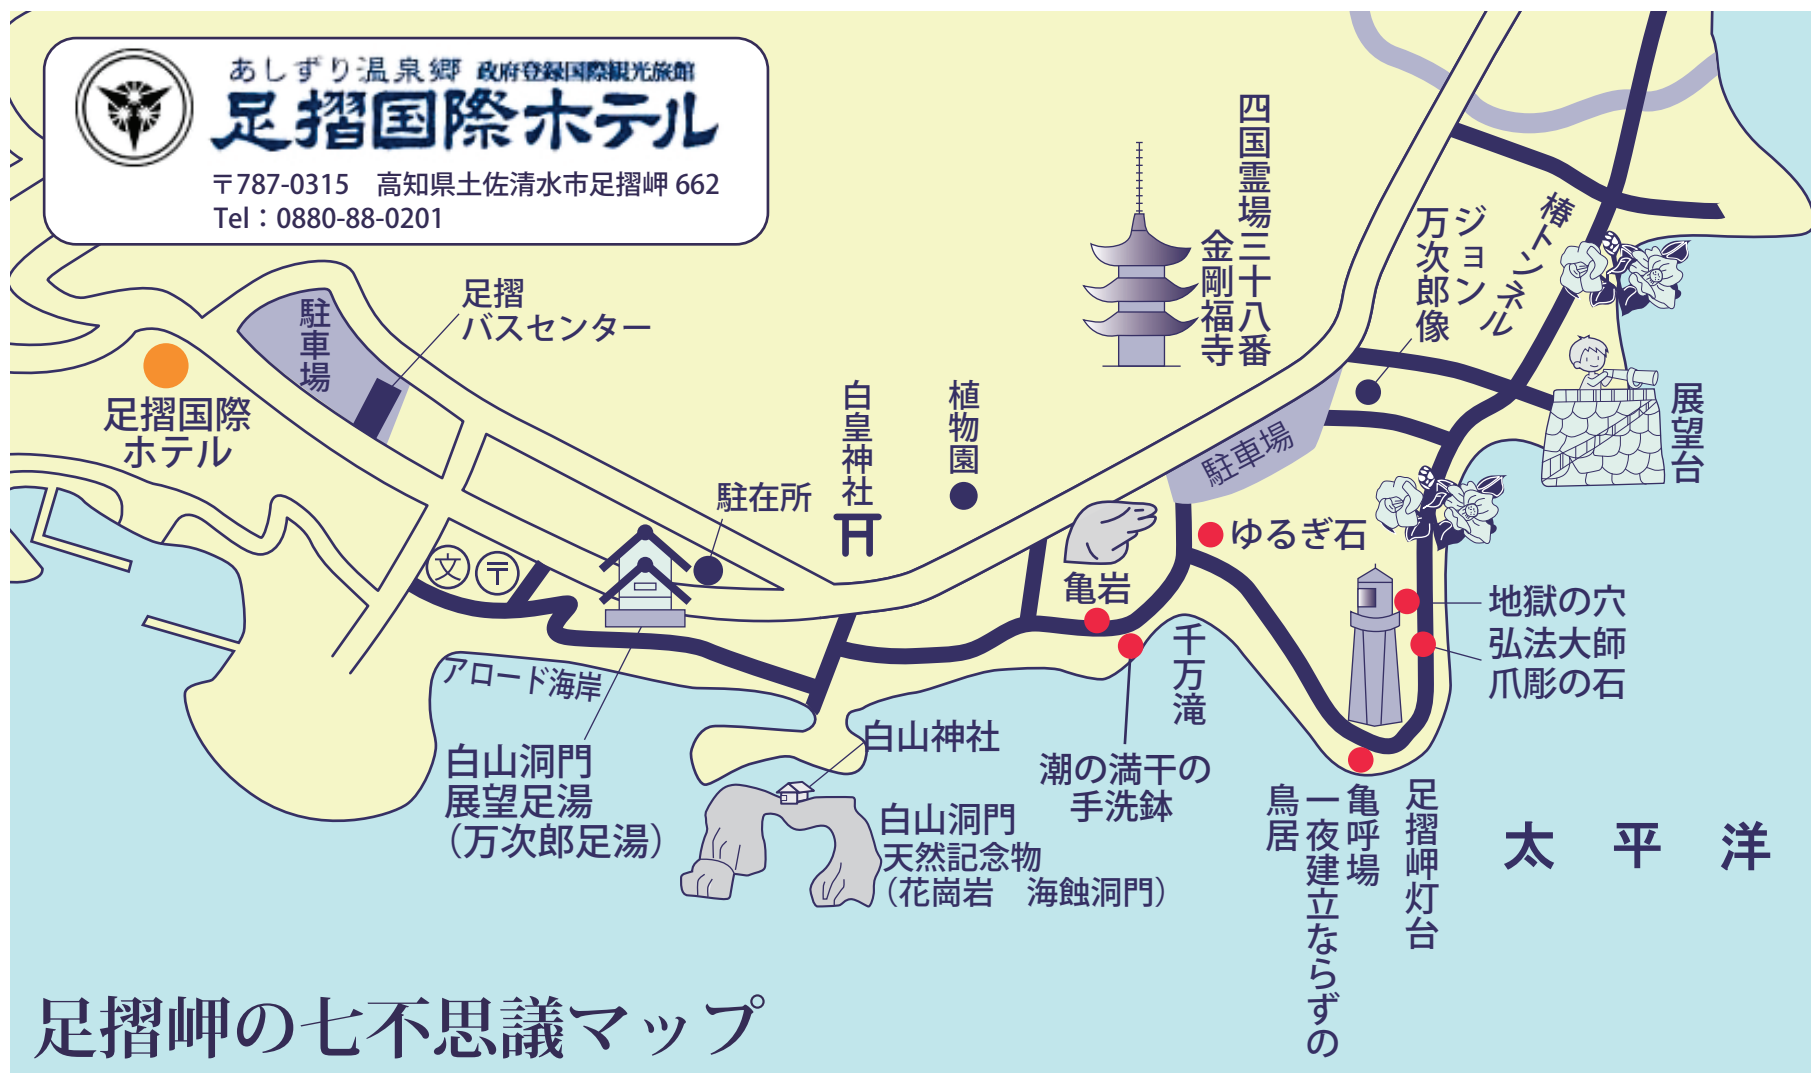 あしずり温泉郷 政府登録国際観光旅館
足摺国際ホテル
〒787-0315　高知県土佐清水市足摺岬 662
Tel：0880-88-0201
駐車場
足摺
バスセンター
足摺国際
ホテル
文
〒
駐在所
白皇神社
植物園
四国霊場三十八番
金剛福寺
ジョン
万次郎像
椿トンネル
展望台
駐車場
ゆるぎ石
亀岩
千万滝
地獄の穴
弘法大師
爪彫の石
アロード海岸
白山洞門
展望足湯
（万次郎足湯）
白山神社
白山洞門
天然記念物
（花崗岩　海蝕洞門）
潮の満干の
手洗鉢
足摺岬灯台
亀呼場
一夜建立ならずの
鳥居
太平洋
足摺岬の七不思議マップ